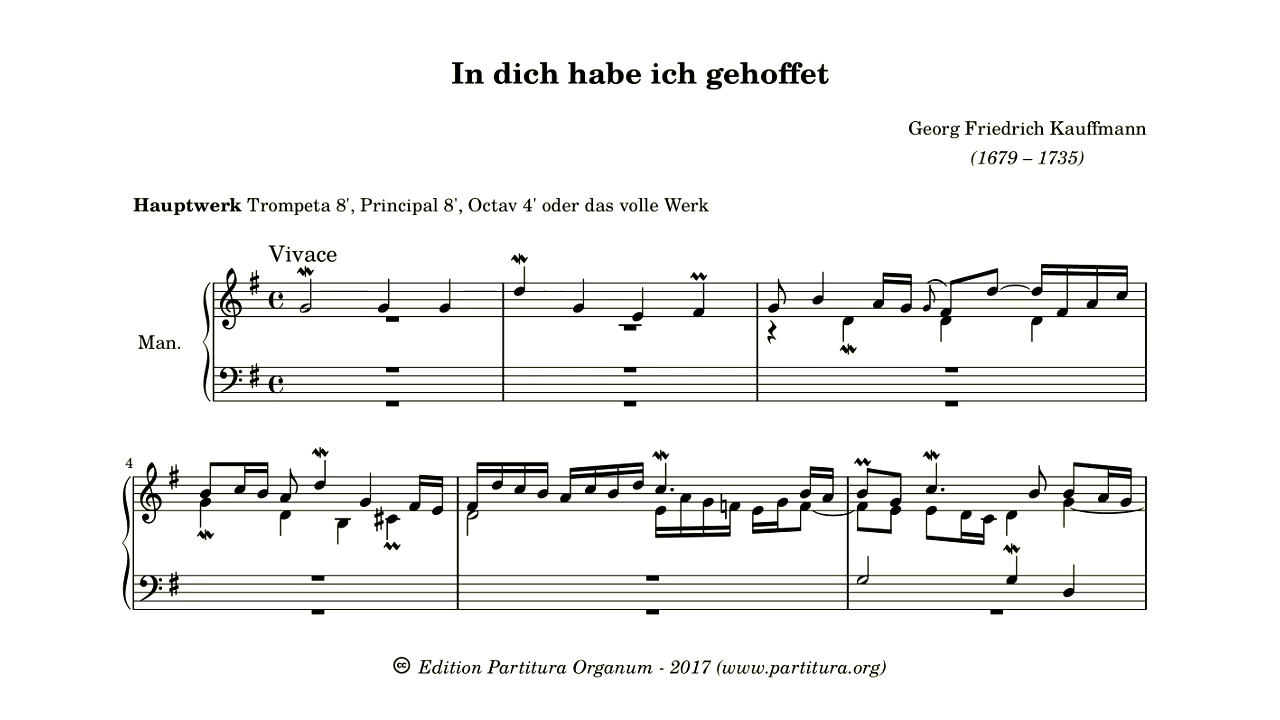 In dich habe ich gehoffet
Georg Friedrich Kauffmann
(1679 – 1735)
Hauptwerk Trompeta 8', Principal 8', Octav 4' oder das volle Werk
Vivace
Man.
4
Edition Partitura Organum - 2017 (www.partitura.org)